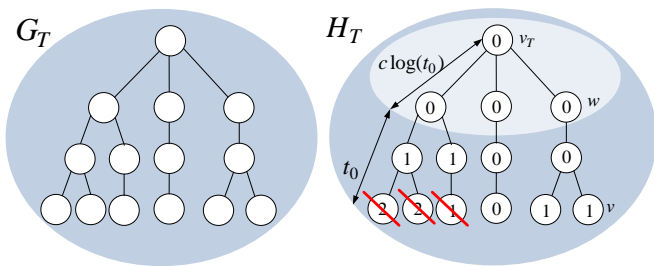 G_T
H_T
0 v_T
c log(t_0)
0 0 0 w
t_0
1 1 0 0
2 2 1 0 1 1 v